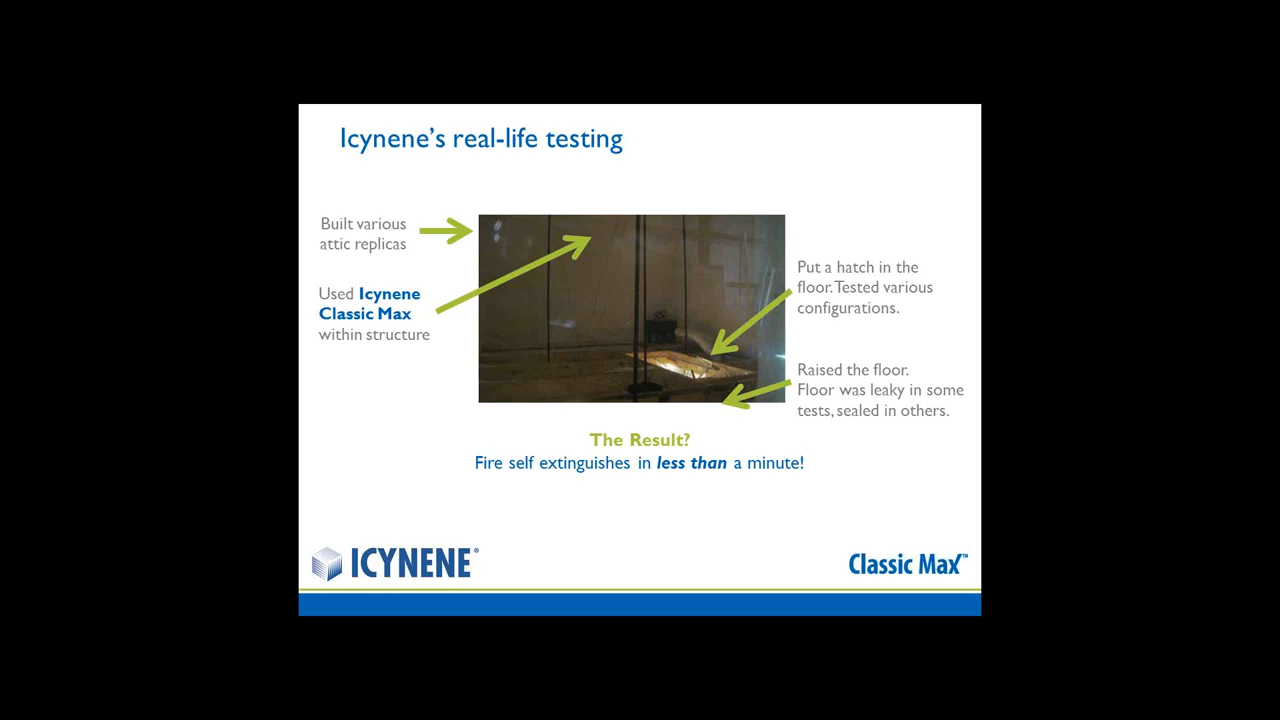 Icynene's real-life testing
Built various
attic replicas
Used Icynene
Classic Max
within structure
Put a hatch in the
floor. Tested various
configurations.
Raised the floor.
Floor was leaky in some
tests, sealed in others.
The Result?
Fire self extinguishes in less than a minute!
ICYNENE®
Classic Max™